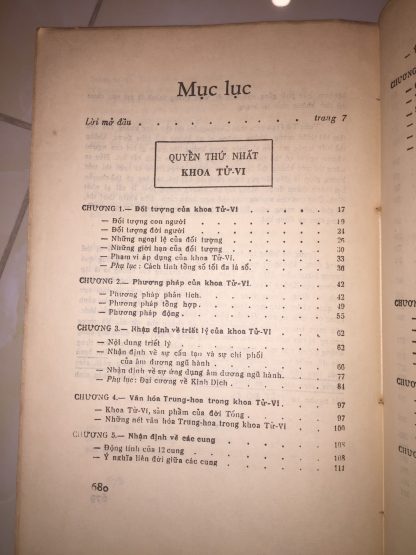 Mục lục
Lời mở đầu . . . . . . . . . . trang 7
QUYỂN THỨ NHẤT
KHOA TỬ-VI
CHƯƠNG 1.— Đối tượng của khoa Tử-Vi . . . . 17
— Đối tượng con người . . . . 19
— Đối tượng đời người . . . . 24
— Những ngoại lệ của đối tượng . . . . 26
— Những giới hạn của đối tượng . . . . 30
— Phạm vi áp dụng của khoa Tử-Vi. . . . 33
— Phụ lục : Cách tính tổng số tối đa lá số. . . . 36
CHƯƠNG 2.— Phương pháp của khoa Tử-Vi. . . . 42
— Phương pháp phân tích. . . . 42
— Phương pháp tổng hợp. . . . 49
— Phương pháp động. . . . 55
CHƯƠNG 3.— Nhận định về triết lý của khoa Tử-Vi . . . 62
— Nội dung triết lý . . . . 62
— Nhận định về sự cấu tạo và sự chi phối
của âm dương ngũ hành . . . . 66
— Nhận định về sự ứng dụng âm dương ngũ hành. . . . 77
— Phụ lục: Đại cương về Kinh Dịch . . . . 84
CHƯƠNG 4.— Văn hóa Trung-hoa trong khoa Tử-Vi . . . 97
— Khoa Tử-Vi, sản phẩm của đời Tống . . . . 97
— Những nét văn hóa Trung-hoa trong khoa Tử-Vi . . . 100
CHƯƠNG 5.— Nhận định về các cung . . . . 108
— Động tính của 12 cung . . . . 108
— Ý nghĩa liên đới giữa các cung . . . . 111
680